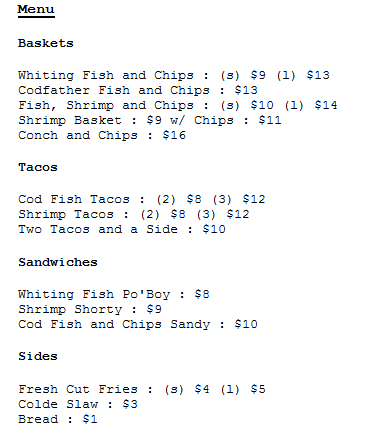 Menu
Baskets
Whiting Fish and Chips : (s) $9 (l) $13
Codfather Fish and Chips : $13
Fish, Shrimp and Chips : (s) $10 (l) $14
Shrimp Basket : $9 w/ Chips : $11
Conch and Chips : $16
Tacos
Cod Fish Tacos : (2) $8 (3) $12
Shrimp Tacos : (2) $8 (3) $12
Two Tacos and a Side : $10
Sandwiches
Whiting Fish Po'Boy : $8
Shrimp Shorty : $9
Cod Fish and Chips Sandy : $10
Sides
Fresh Cut Fries : (s) $4 (l) $5
Colde Slaw : $3
Bread : $1